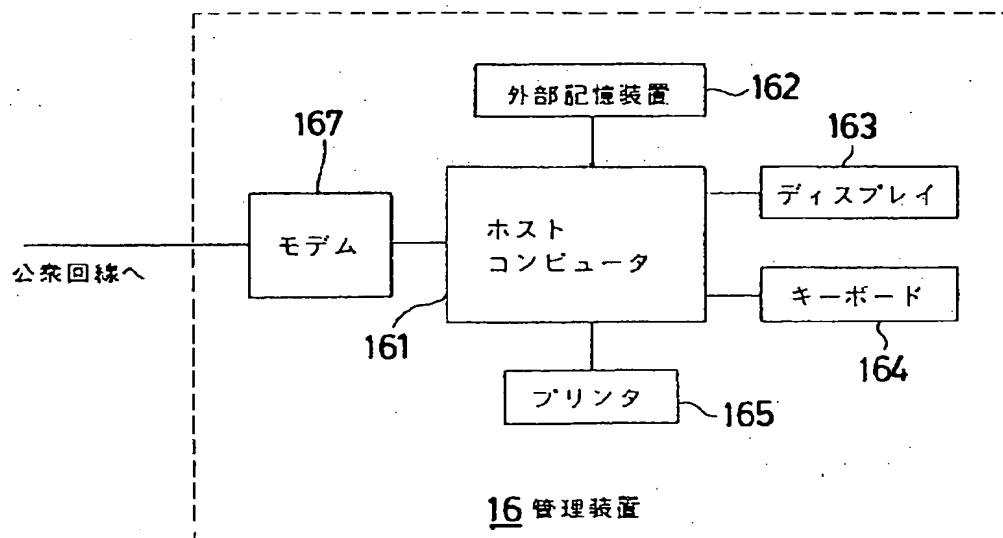 外部記憶装置
162
167
163
モデム
ホスト
コンピュータ
ディスプレイ
公衆回線へ
キーボード
161
164
プリンタ
165
16 管理装置